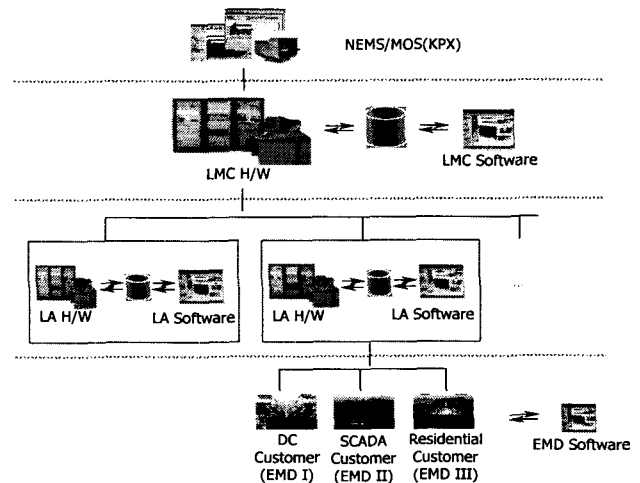 NEMS/MOS(KPX)
LMC H/W
LMC Software
LA H/W
LA Software
LA H/W
LA Software
DC
Customer
(EMD I)
SCADA
Customer
(EMD II)
Residential
Customer
(EMD III)
EMD Software